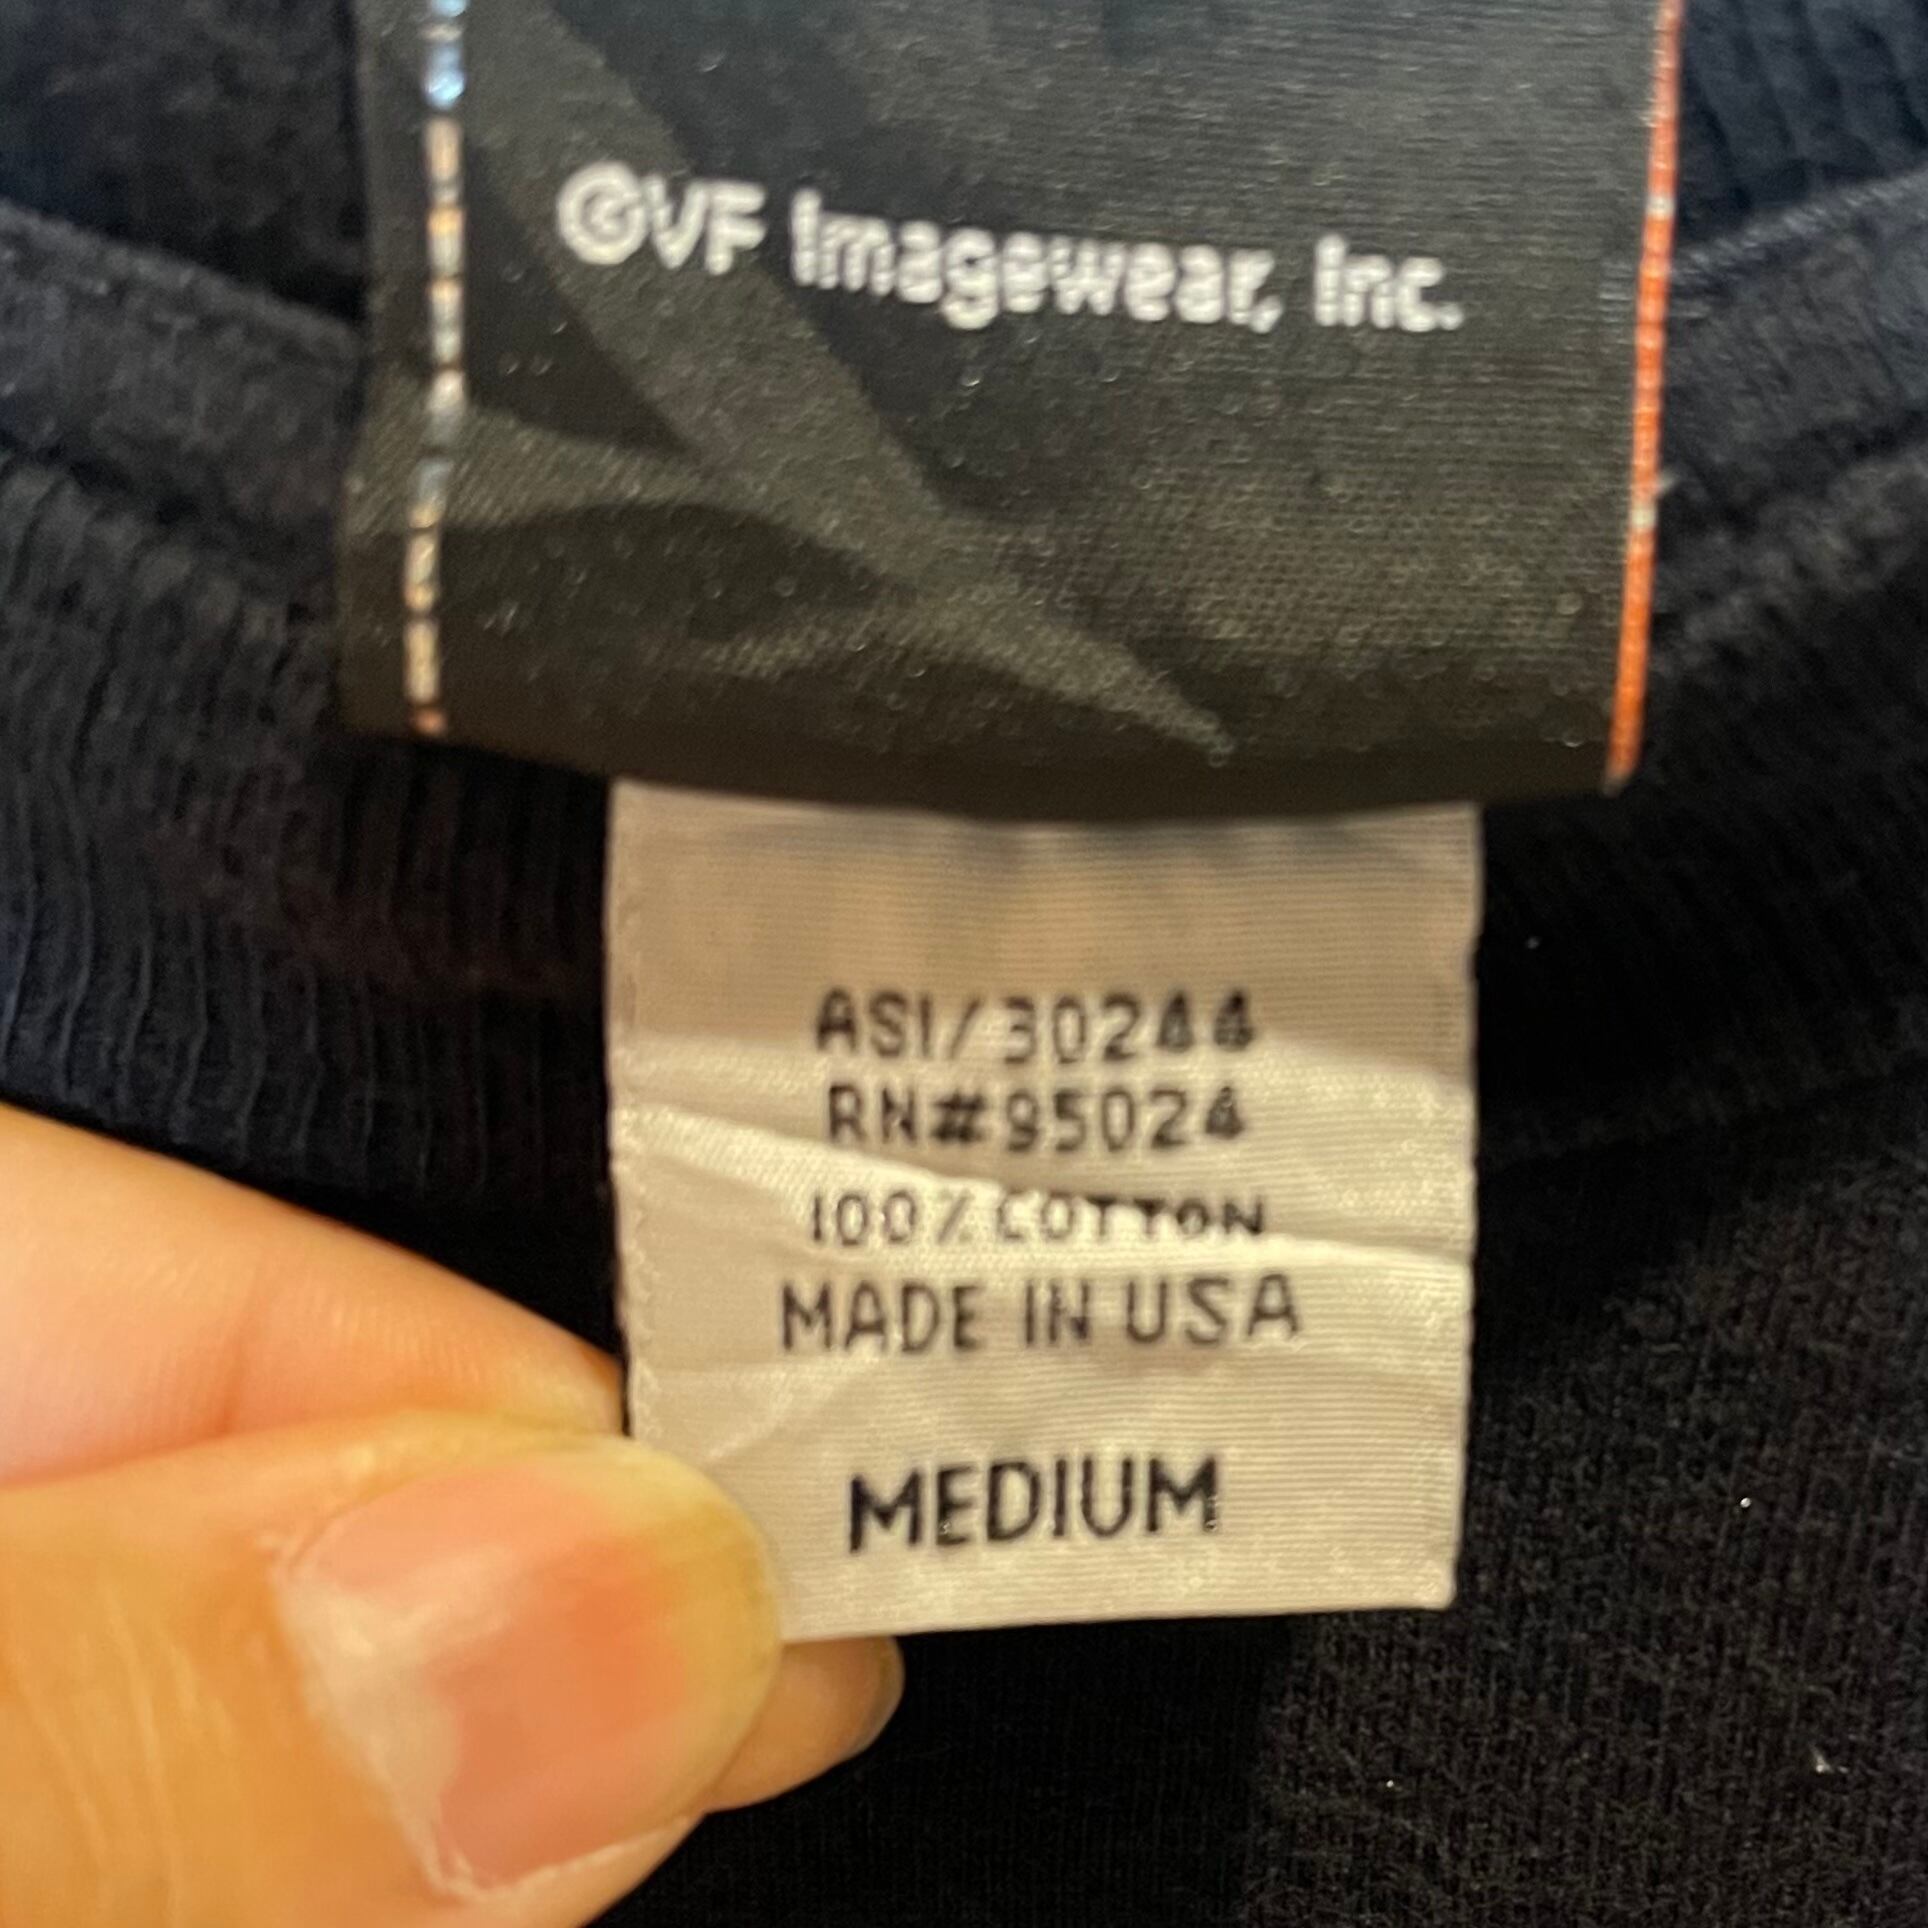 ©VF Imagewear, Inc.
ASI/30244
RN#95024
100% COTTON
MADE IN USA
MEDIUM